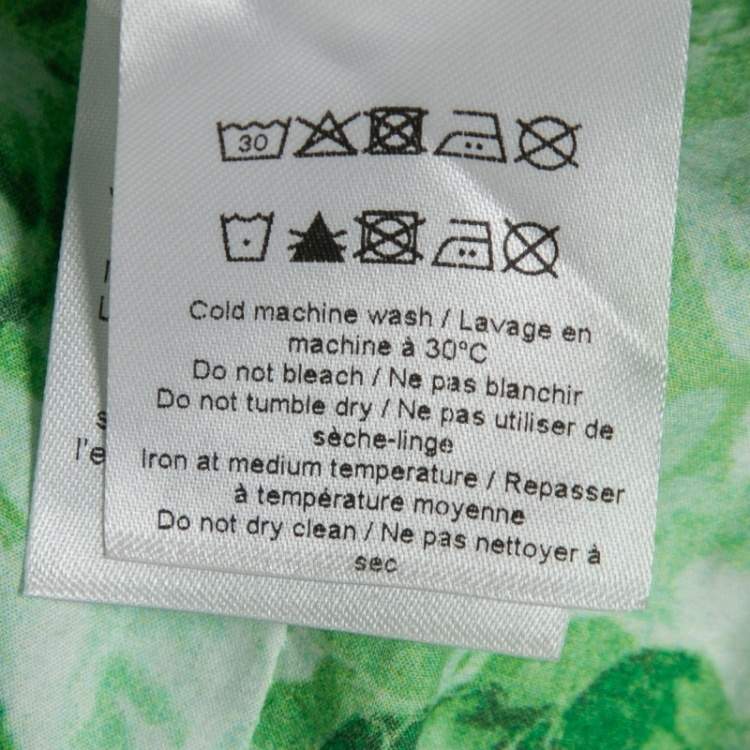 30
Cold machine wash / Lavage en
machine à 30°C
Do not bleach / Ne pas blanchir
Do not tumble dry / Ne pas utiliser de
sèche-linge
Iron at medium temperature / Repasser
à température moyenne
Do not dry clean / Ne pas nettoyer à
sec
l'e